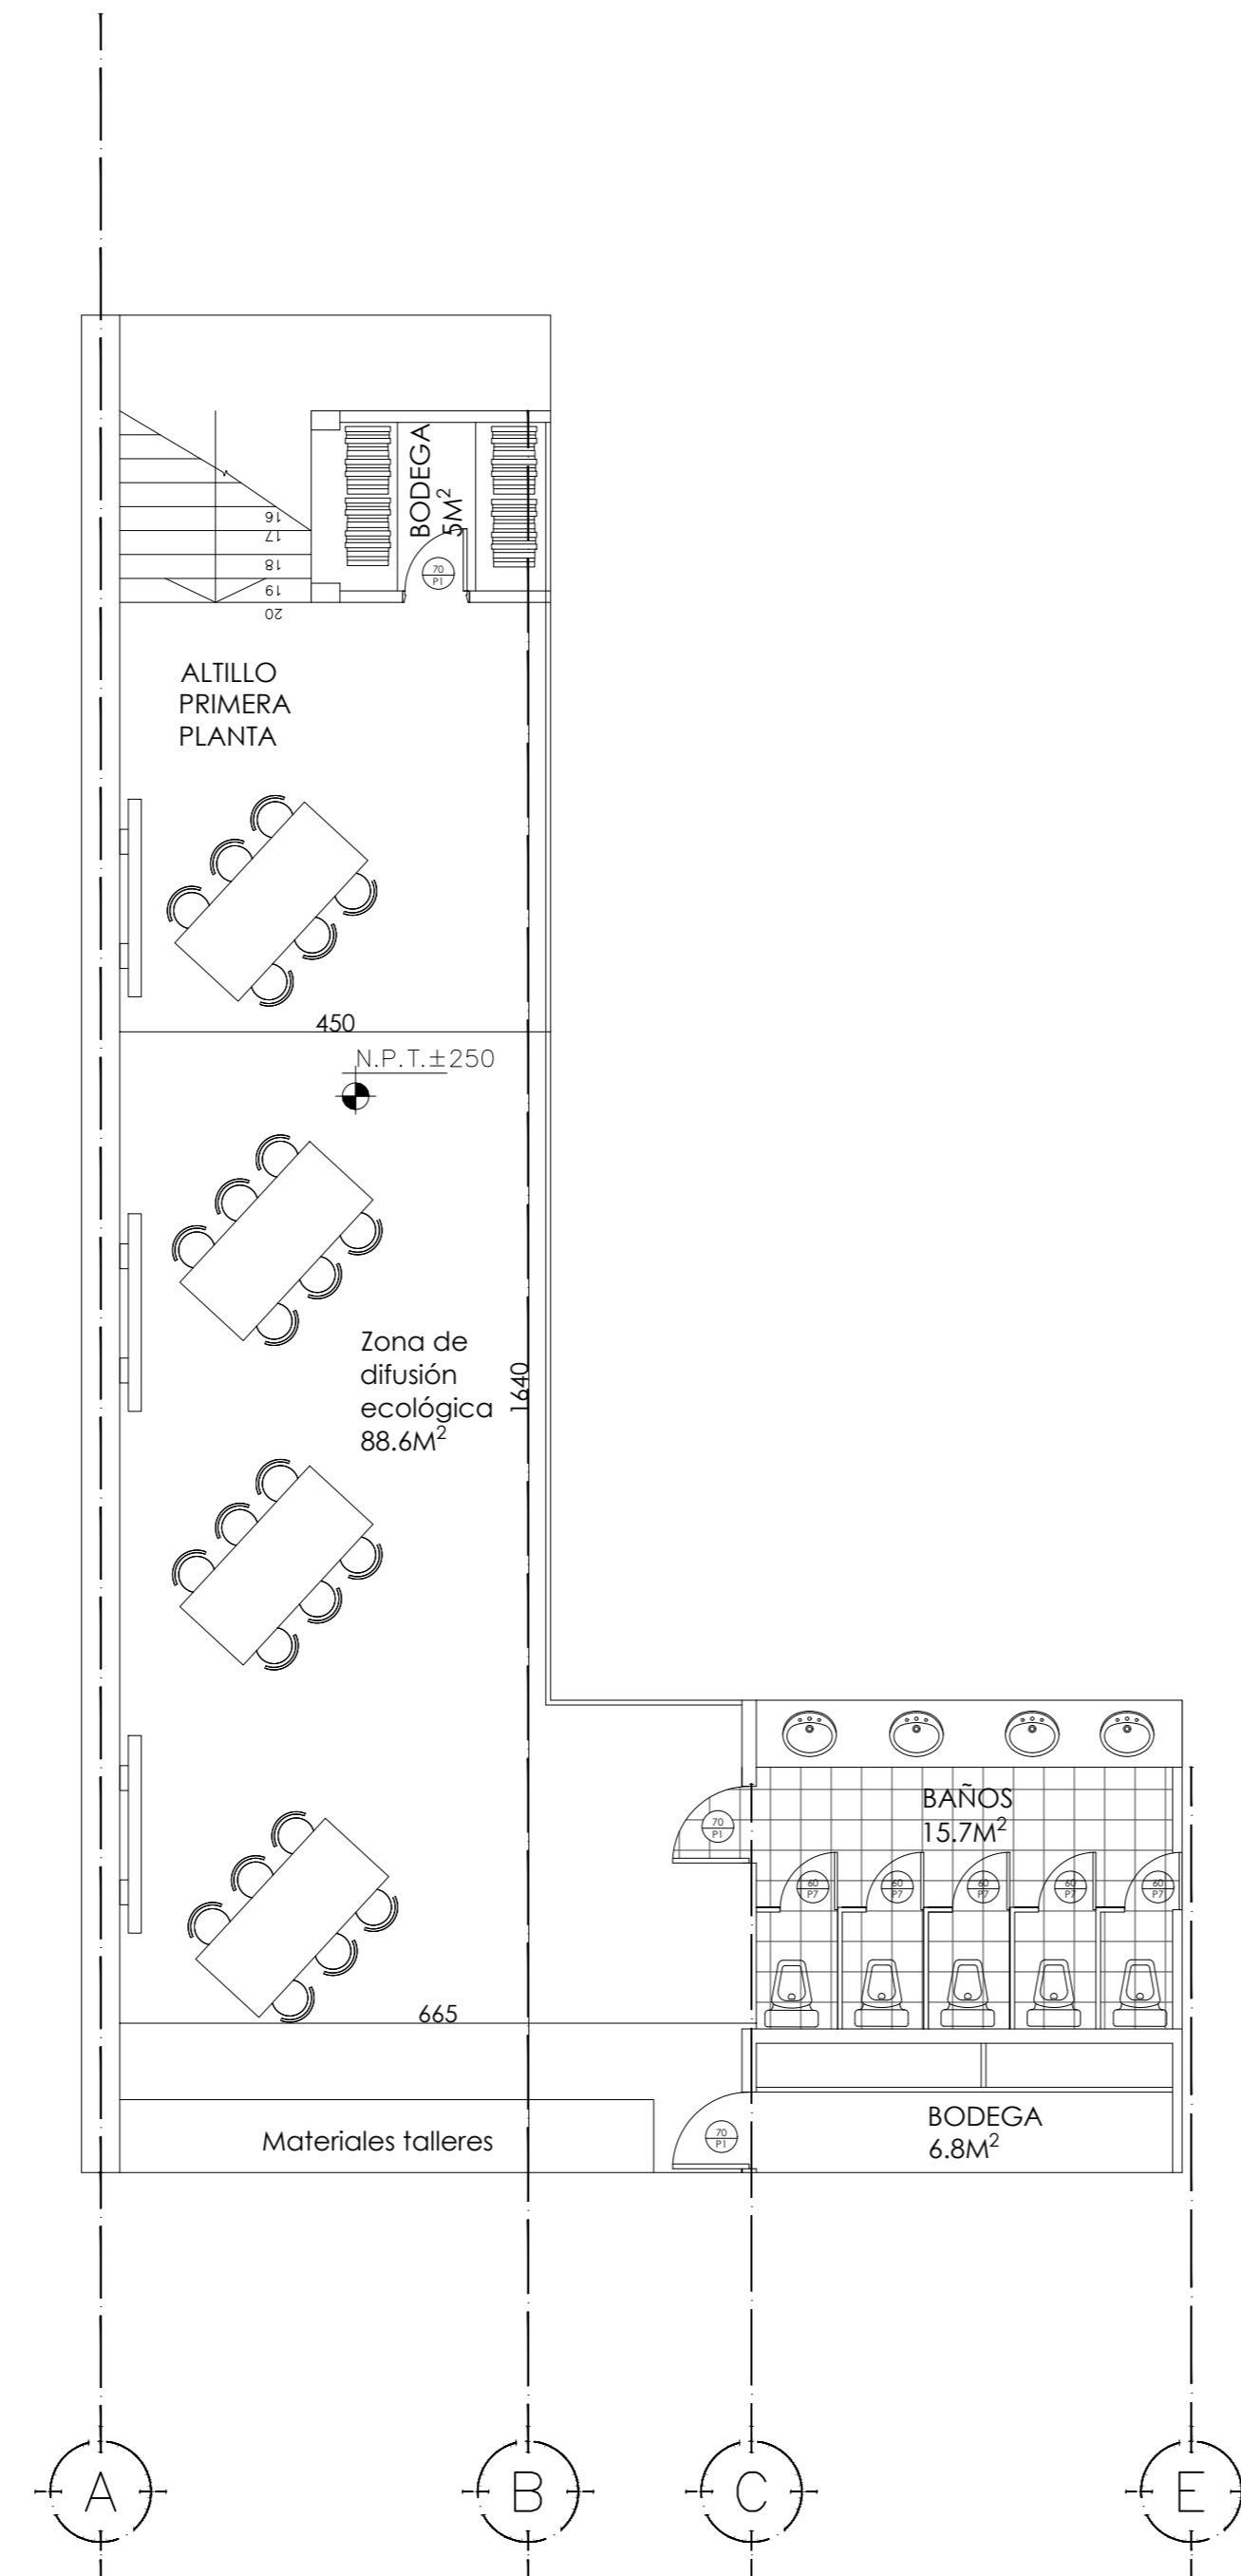 BODEGA
5M²
70
P1
16
17
18
19
20
ALTILLO
PRIMERA
PLANTA
450
N.P.T.±250
Zona de
difusión
ecológica
88.6M²
1640
BAÑOS
15.7M²
70
P1
60
P7
60
P7
60
P7
60
P7
60
P7
665
Materiales talleres
70
P1
BODEGA
6.8M²
A
B
C
E